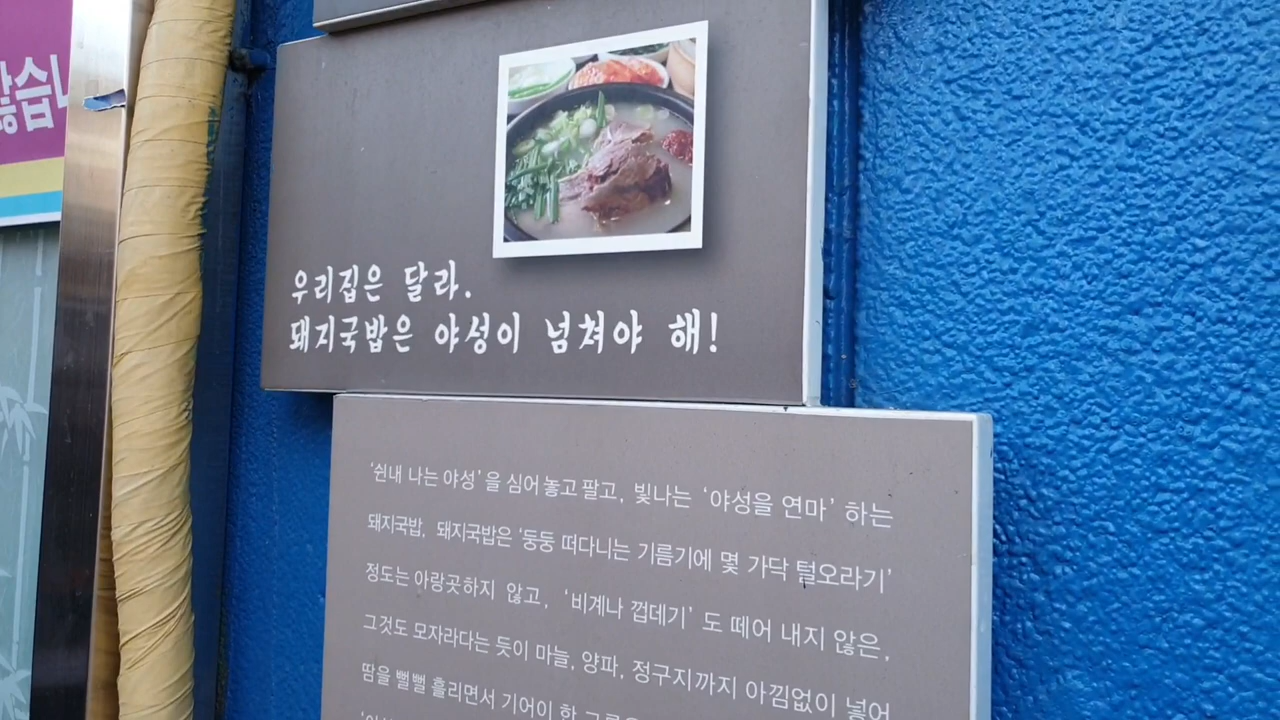 우리집은 달라.
돼지국밥은 야성이 넘쳐야 해!
‘쉰내 나는 야성’을 심어놓고 팔고, 빛나는 ‘야성을 연마’ 하는
돼지국밥, 돼지국밥은 ‘둥둥 떠다니는 기름기에 몇 가닥 털오라기’
정도는 아랑곳하지 않고, ‘비계나 껍데기’ 도 떼어 내지 않은,
그것도 모자라다는 듯이 마늘, 양파, 정구지까지 아낌없이 넣어
땀을 뻘뻘 흘리면서 기어이 한